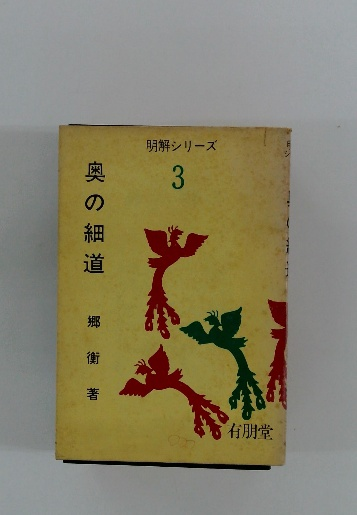 明解シリーズ
3
奥の細道
郷衡著
有朋堂